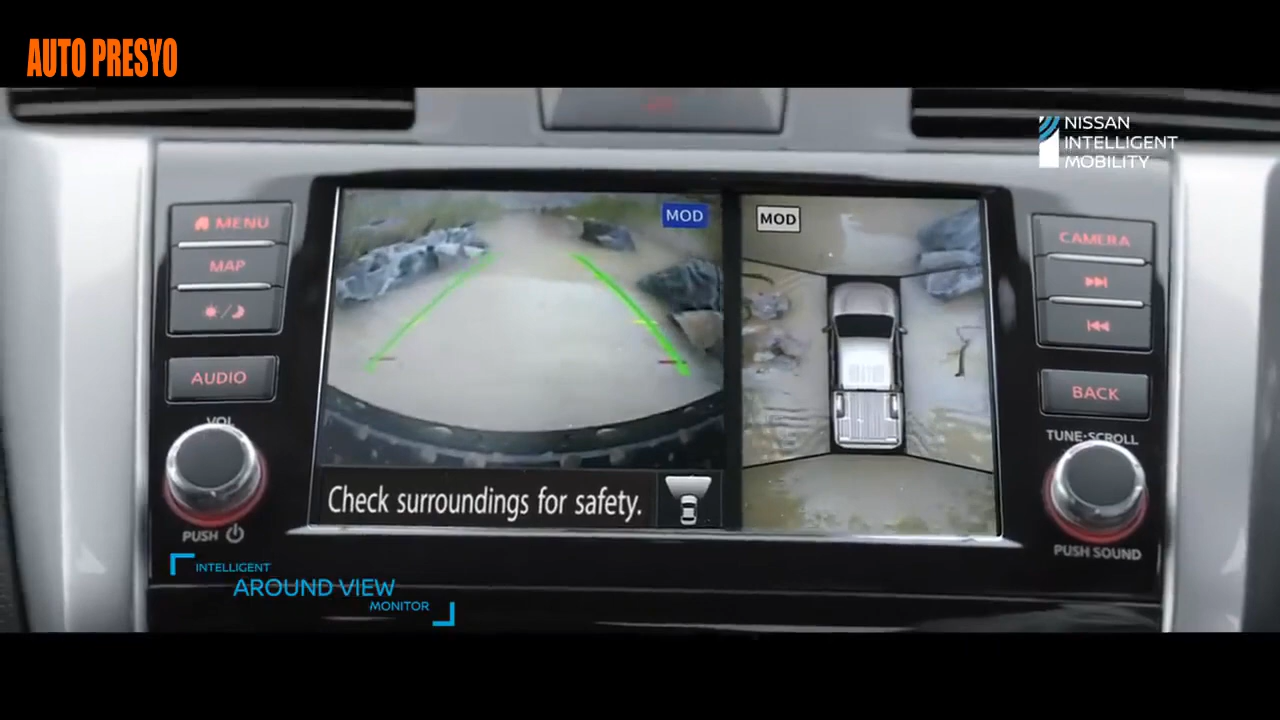 AUTO PRESYO
NISSAN
INTELLIGENT
MOBILITY
MENU
MAP
AUDIO
VOL
PUSH
MOD
MOD
Check surroundings for safety.
CAMERA
BACK
TUNE·SCROLL
PUSH SOUND
INTELLIGENT
AROUND VIEW
MONITOR